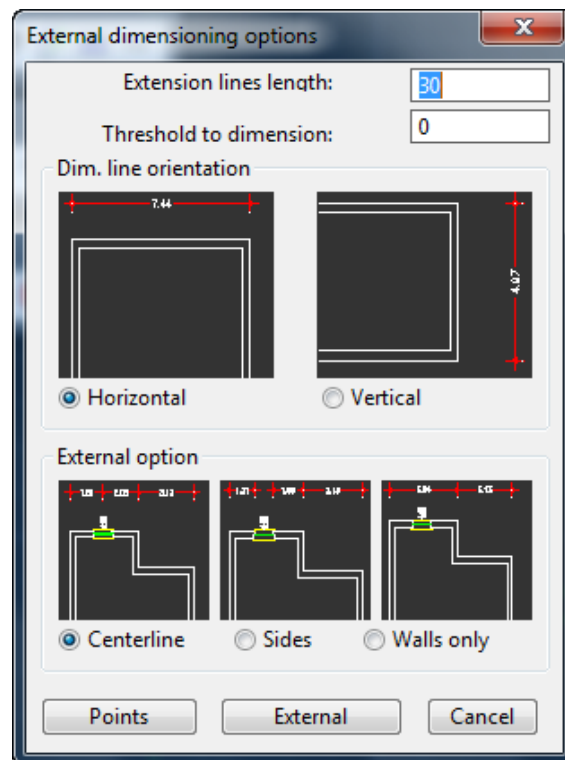 External dimensioning options
Extension lines length: 30
Threshold to dimension: 0
Dim. line orientation
7.44
4.97
Horizontal
Vertical
External option
Centerline
Sides
Walls only
Points
External
Cancel